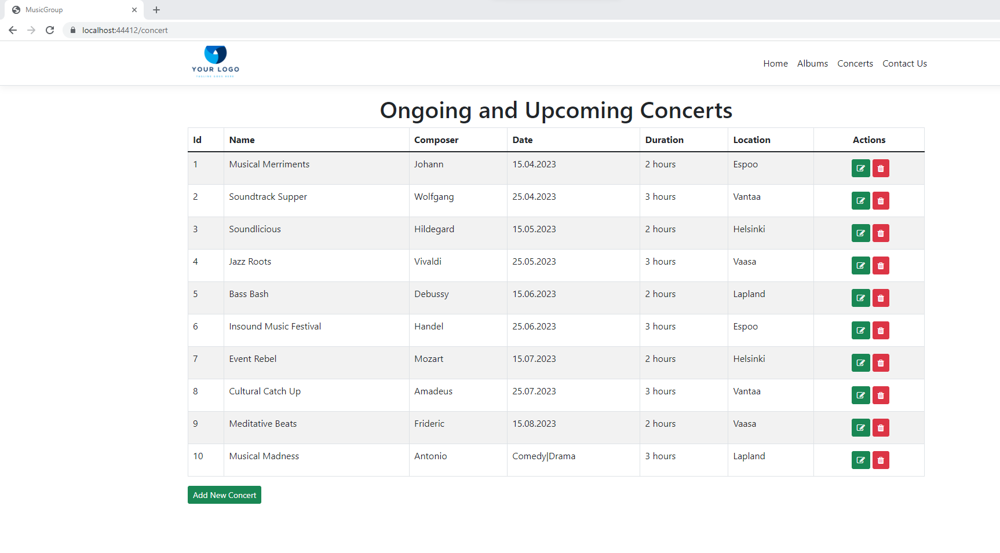 MusicGroup
localhost:44412/concert
YOUR LOGO
TAGLINE GOES HERE
Home Albums Concerts Contact Us
Ongoing and Upcoming Concerts
Id Name Composer Date Duration Location Actions
1 Musical Merriments Johann 15.04.2023 2 hours Espoo
2 Soundtrack Supper Wolfgang 25.04.2023 3 hours Vantaa
3 Soundlicious Hildegard 15.05.2023 2 hours Helsinki
4 Jazz Roots Vivaldi 25.05.2023 3 hours Vaasa
5 Bass Bash Debussy 15.06.2023 2 hours Lapland
6 Insound Music Festival Handel 25.06.2023 3 hours Espoo
7 Event Rebel Mozart 15.07.2023 2 hours Helsinki
8 Cultural Catch Up Amadeus 25.07.2023 3 hours Vantaa
9 Meditative Beats Frideric 15.08.2023 2 hours Vaasa
10 Musical Madness Antonio Comedy|Drama 3 hours Lapland
Add New Concert